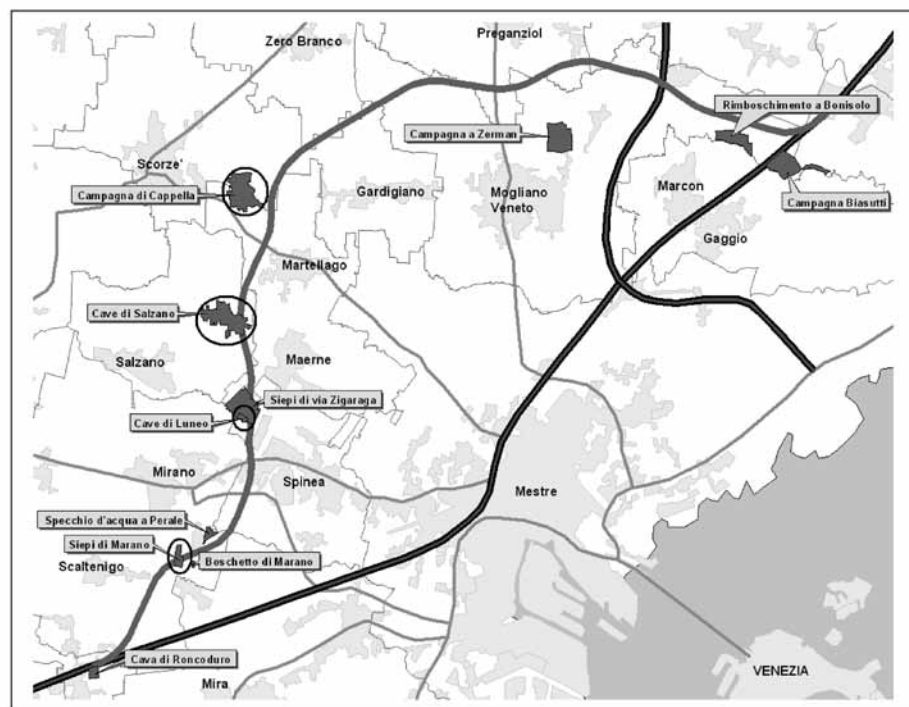 Preganziol
Zero Branco
Rimboschimento a Bonisolo
Campagna a Zerman
Scorze'
Campagna di Cappella
Gardigiano
Mogliano
Veneto
Marcon
Campagna Biasutti
Gaggio
Martellago
Cave di Salzano
Salzano
Maerne
Siepi di via Zigaraga
Cave di Luneo
Mirano
Spinea
Mestre
Specchio d'acqua a Perale
Siepi di Marano
Boschetto di Marano
Scaltenigo
Cava di Roncoduro
Mira
VENEZIA